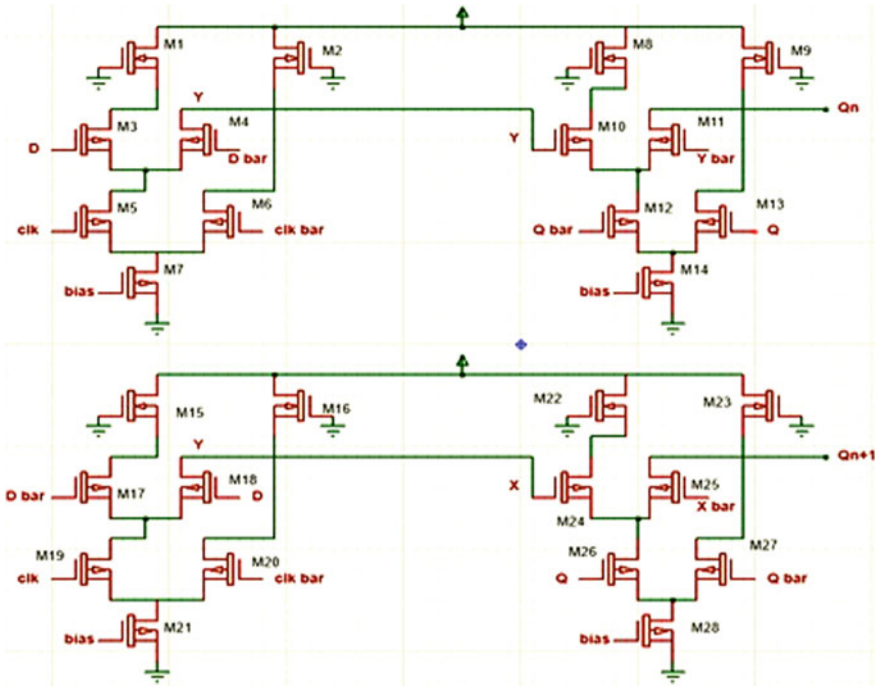 M1
M2
M8
M9
Y
Qn
M3
M4
Y
M10
M11
D
D bar
Y bar
M5
M6
M12
M13
clk
clk bar
Q bar
Q
M7
M14
bias
bias
M15
M16
M22
M23
Y
Qn+1
D bar
M17
M18
D
X
M24
M25
X bar
M19
M20
M26
M27
clk
clk bar
Q
Q bar
M21
M28
bias
bias